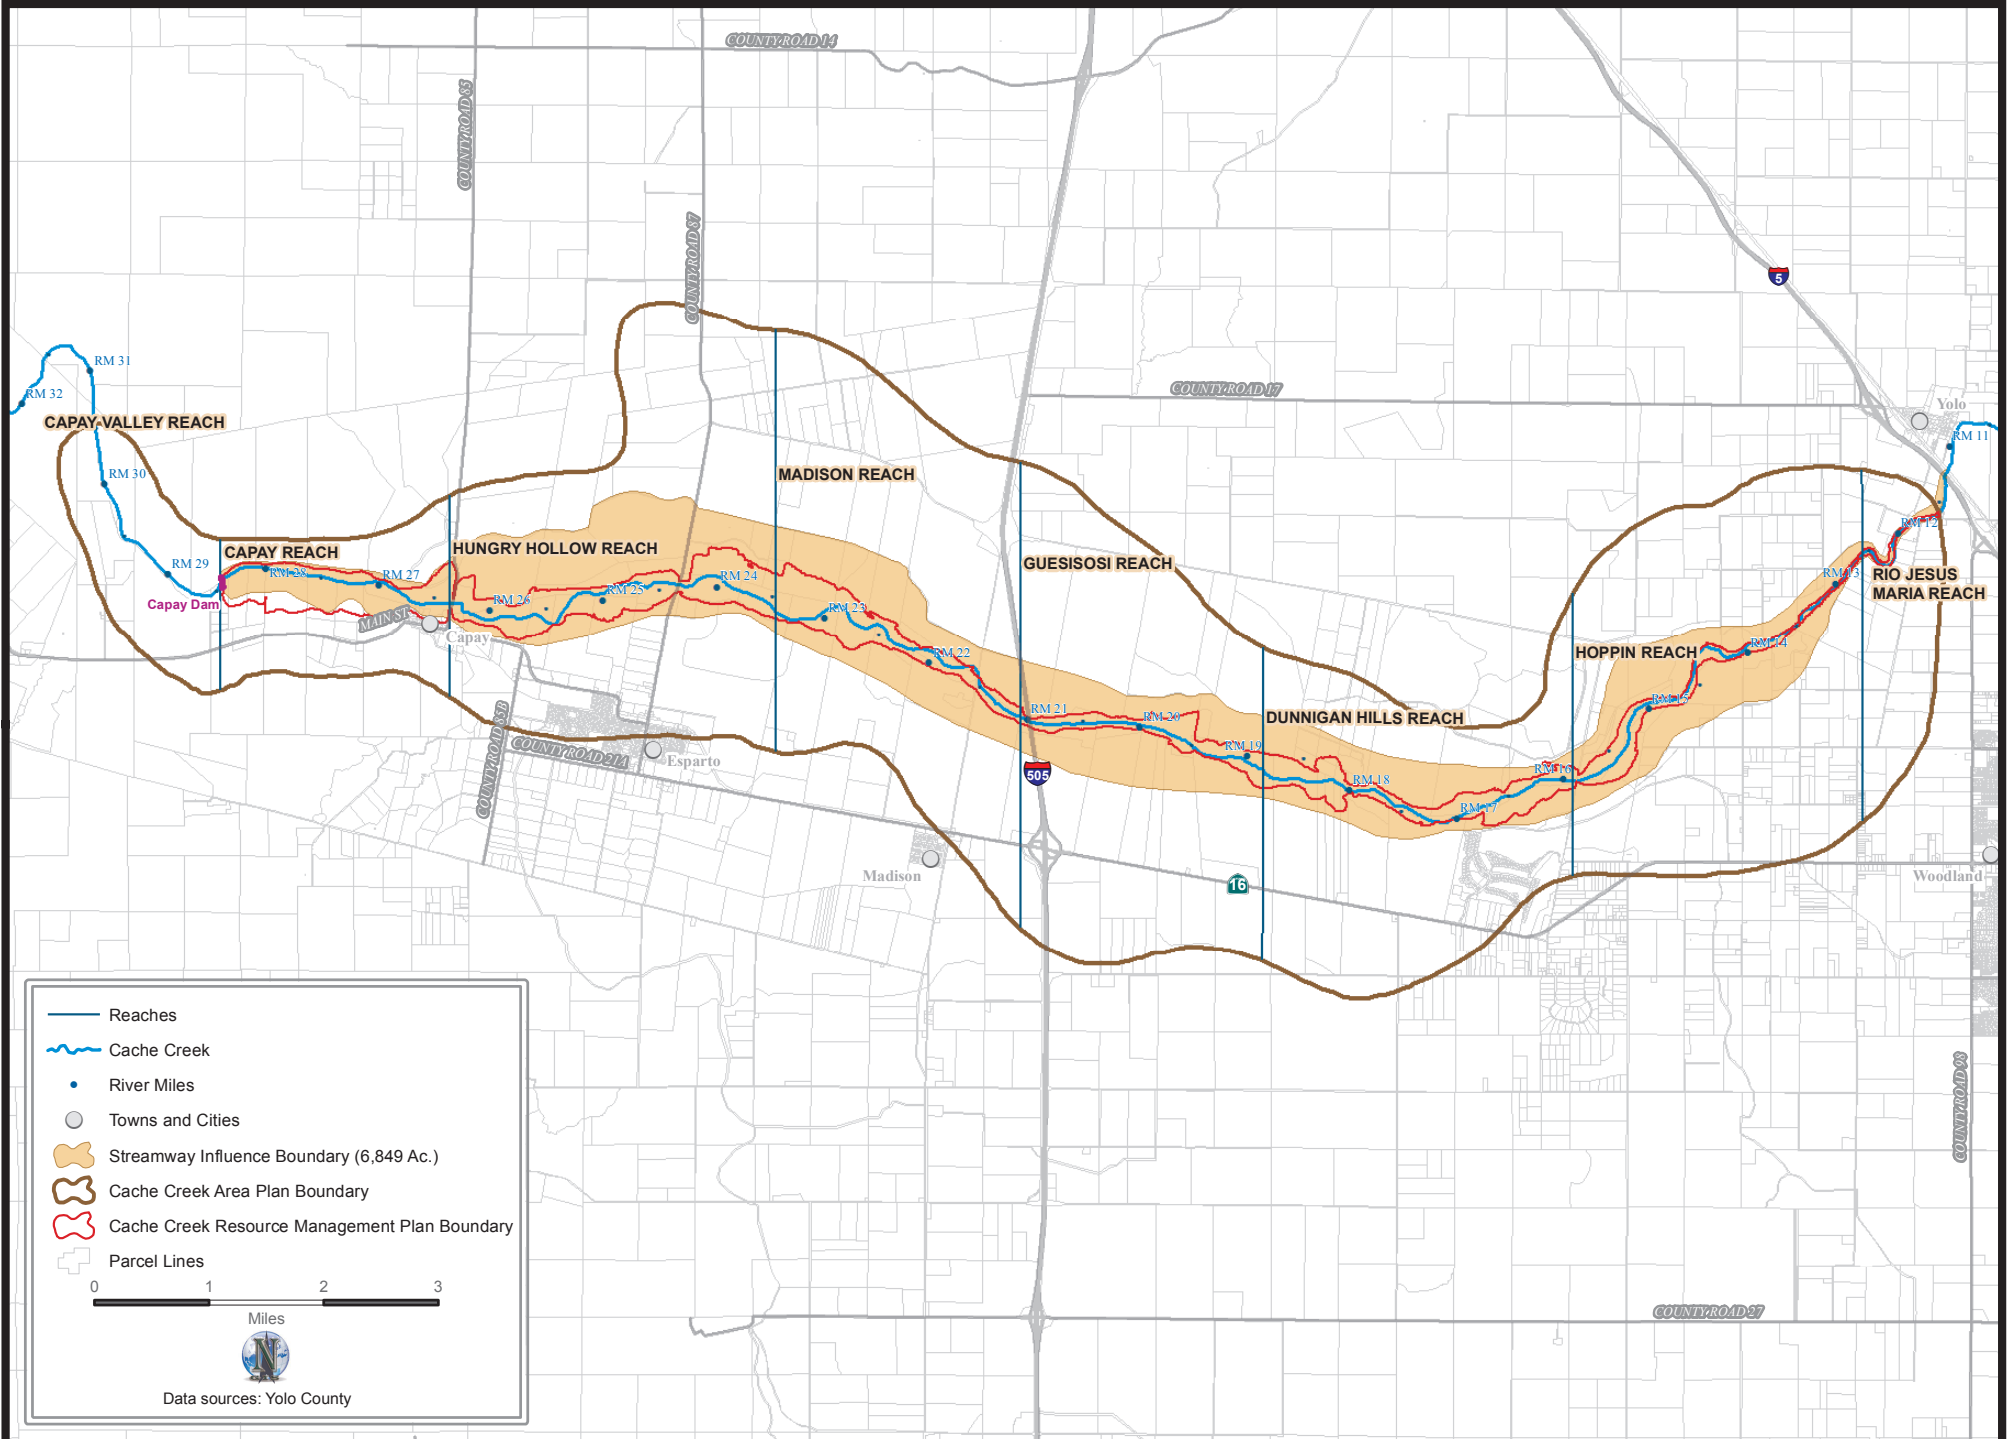 COUNTY ROAD 14
COUNTY ROAD 85
COUNTY ROAD 87
5
RM 31
RM 32
CAPAY VALLEY REACH
COUNTY ROAD 17
Yolo
RM 11
RM 30
MADISON REACH
RM 12
CAPAY REACH
HUNGRY HOLLOW REACH
GUESISOSI REACH
RM 29
RM 28
RM 27
RM 24
RM 25
RM 26
RM 23
RM 13
RIO JESUS
MARIA REACH
Capay Dam
MAIN ST
Capay
RM 22
HOPPIN REACH
RM 14
RM 15
RM 21
RM 20
DUNNIGAN HILLS REACH
RM 19
COUNTY ROAD 85B
COUNTY ROAD 21A
Esparto
505
RM 18
RM 16
RM 17
Madison
16
Woodland
Reaches
Cache Creek
River Miles
Towns and Cities
Streamway Influence Boundary (6,849 Ac.)
Cache Creek Area Plan Boundary
Cache Creek Resource Management Plan Boundary
Parcel Lines
0 1 2 3
Miles
N
Data sources: Yolo County
COUNTY ROAD 98
COUNTY ROAD 27